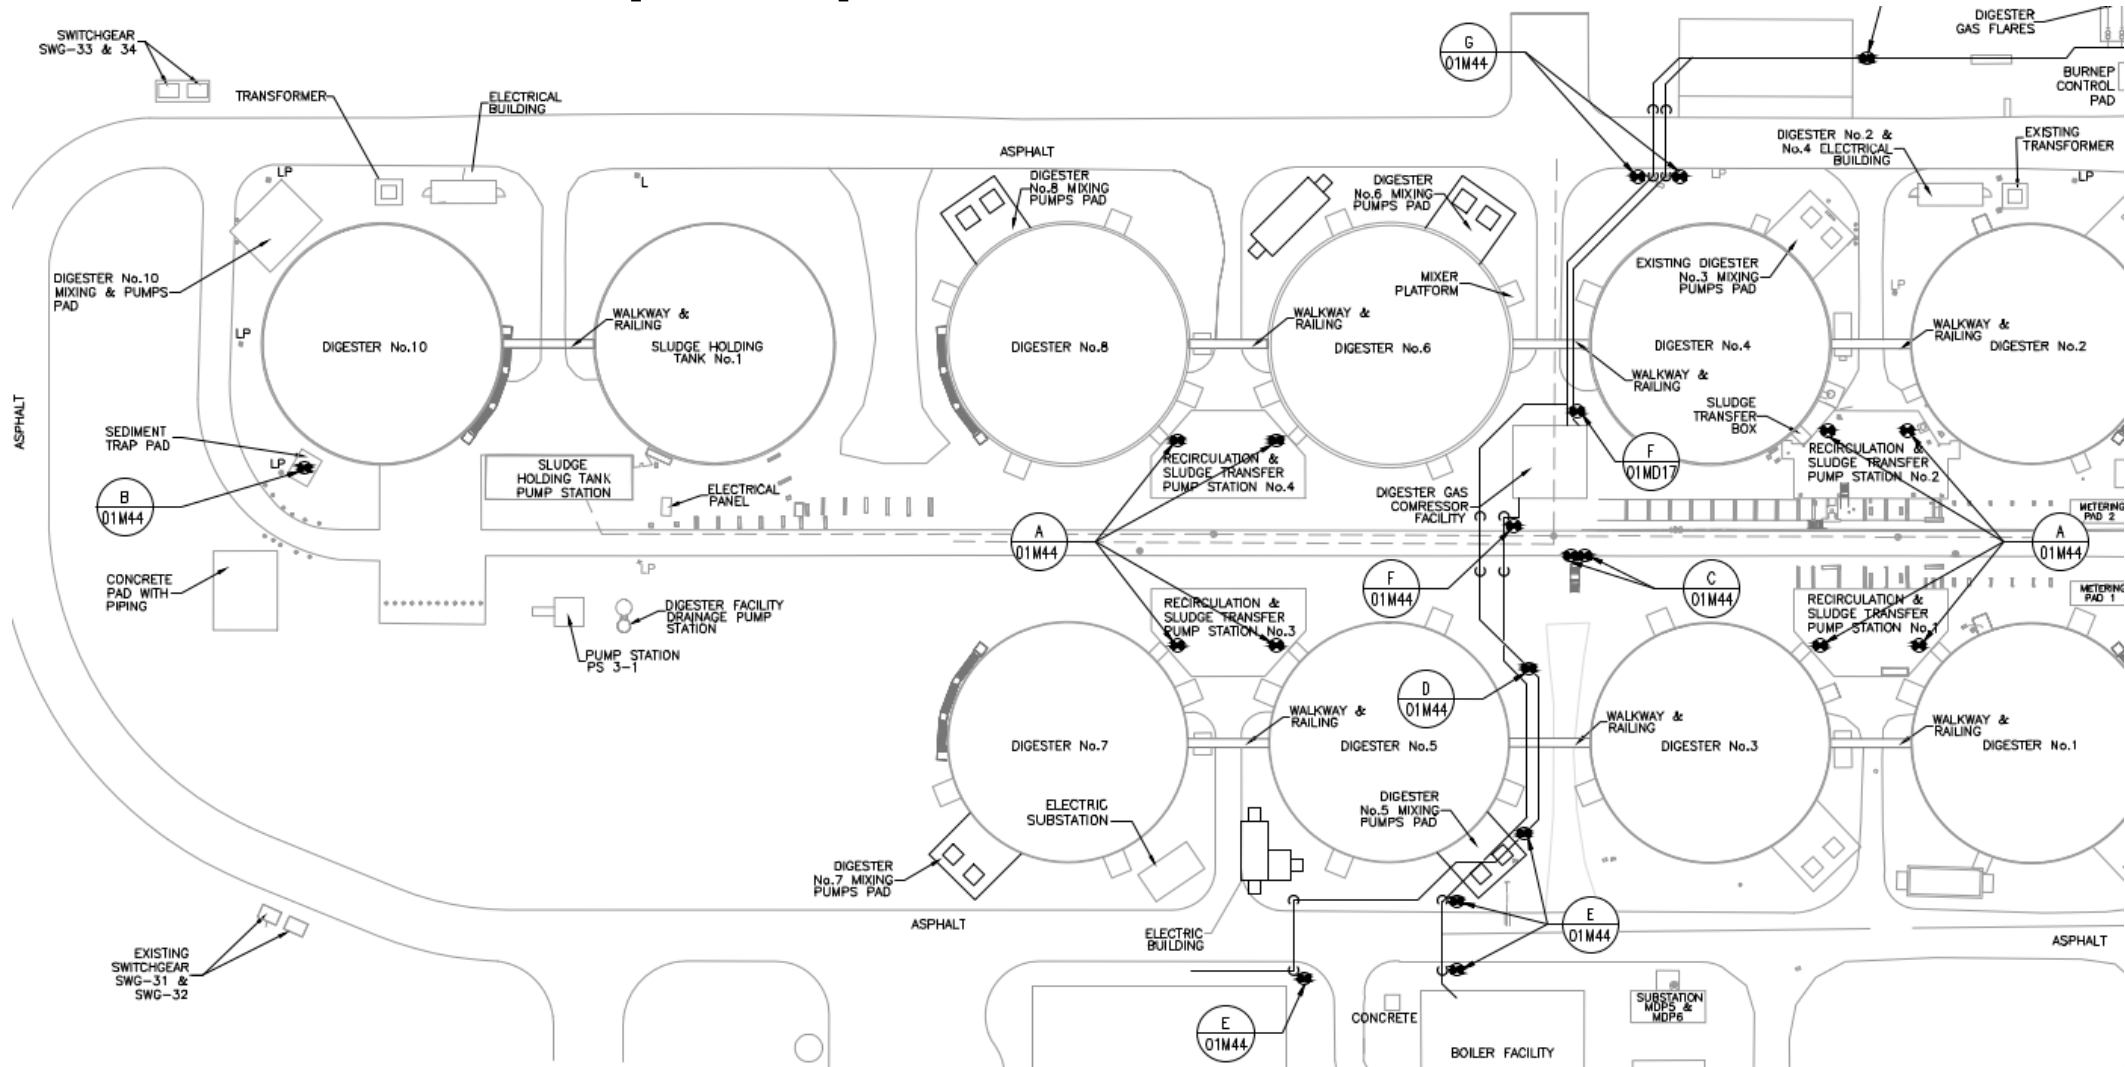 SWITCHGEAR
SWG-33 & 34
TRANSFORMER
ELECTRICAL
BUILDING
G
01M44
DIGESTER
GAS FLARES
BURNEP
CONTROL
PAD
ASPHALT
DIGESTER No.2 &
No.4 ELECTRICAL
BUILDING
EXISTING
TRANSFORMER
LP
L
DIGESTER
No.8 MIXING
PUMPS PAD
DIGESTER
No.6 MIXING
PUMPS PAD
LP
LP
DIGESTER No.10
MIXING & PUMPS
PAD
MIXER
PLATFORM
EXISTING DIGESTER
No.3 MIXING
PUMPS PAD
LP
LP
WALKWAY &
RAILING
WALKWAY &
RAILING
WALKWAY &
RAILING
DIGESTER No.10
SLUDGE HOLDING
TANK No.1
DIGESTER No.8
DIGESTER No.6
DIGESTER No.4
DIGESTER No.2
WALKWAY &
RAILING
ASPHALT
SEDIMENT
TRAP PAD
SLUDGE
TRANSFER
BOX
LP
SLUDGE
HOLDING TANK
PUMP STATION
RECIRCULATION &
SLUDGE TRANSFER
PUMP STATION No.4
F
01MD17
RECIRCULATION &
SLUDGE TRANSFER
PUMP STATION No.2
B
01M44
ELECTRICAL
PANEL
DIGESTER GAS
COMRESSOR
FACILITY
METERING
PAD 2
A
01M44
A
01M44
LP
CONCRETE
PAD WITH
PIPING
F
01M44
C
01M44
METERING
PAD 1
DIGESTER FACILITY
DRAINAGE PUMP
STATION
RECIRCULATION &
SLUDGE TRANSFER
PUMP STATION No.3
RECIRCULATION &
SLUDGE TRANSFER
PUMP STATION No.1
PUMP STATION
PS 3-1
D
01M44
WALKWAY &
RAILING
WALKWAY &
RAILING
WALKWAY &
RAILING
DIGESTER No.7
DIGESTER No.5
DIGESTER No.3
DIGESTER No.1
ELECTRIC
SUBSTATION
DIGESTER
No.5 MIXING
PUMPS PAD
DIGESTER
No.7 MIXING
PUMPS PAD
ASPHALT
ELECTRIC
BUILDING
E
01M44
ASPHALT
EXISTING
SWITCHGEAR
SWG-31 &
SWG-32
E
01M44
CONCRETE
SUBSTATION
MDP5 &
MDP6
BOILER FACILITY